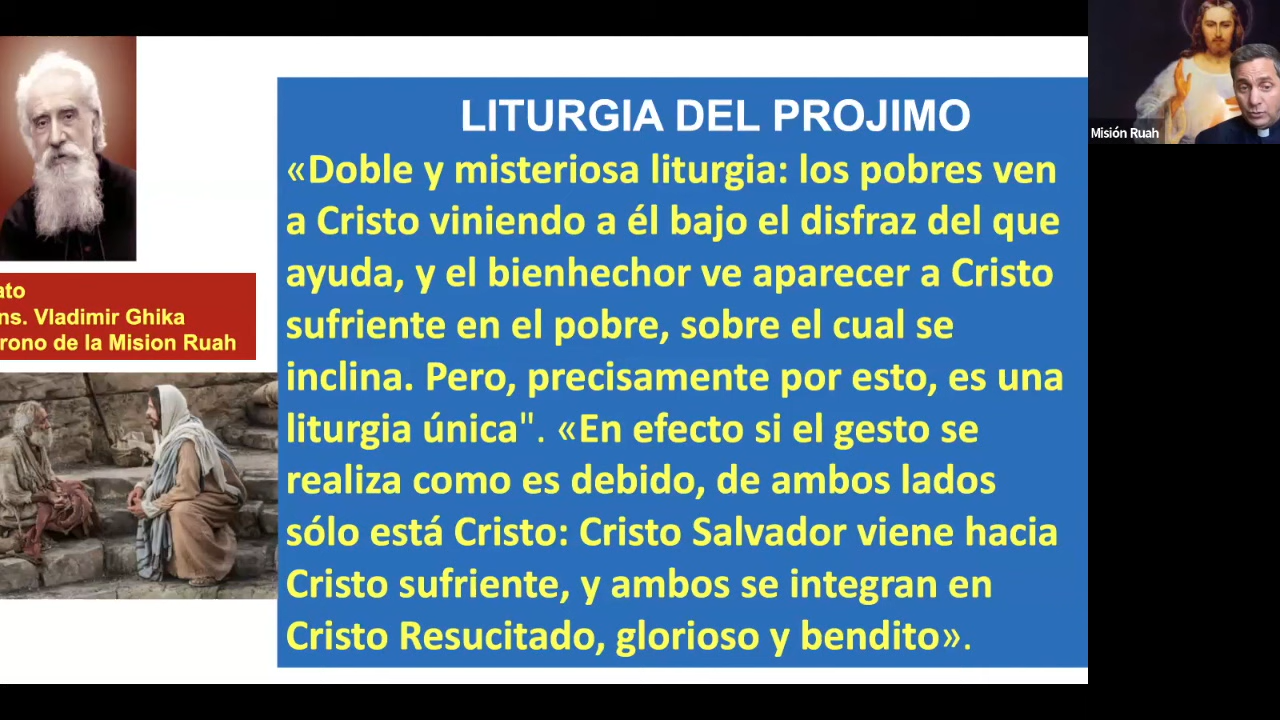 LITURGIA DEL PROJIMO
«Doble y misteriosa liturgia: los pobres ven
a Cristo viniendo a él bajo el disfraz del que
ayuda, y el bienhechor ve aparecer a Cristo
sufriente en el pobre, sobre el cual se
inclina. Pero, precisamente por esto, es una
liturgia única". «En efecto si el gesto se
realiza como es debido, de ambos lados
sólo está Cristo: Cristo Salvador viene hacia
Cristo sufriente, y ambos se integran en
Cristo Resucitado, glorioso y bendito».
ato
ns. Vladimir Ghika
rono de la Mision Ruah
Misión Ruah